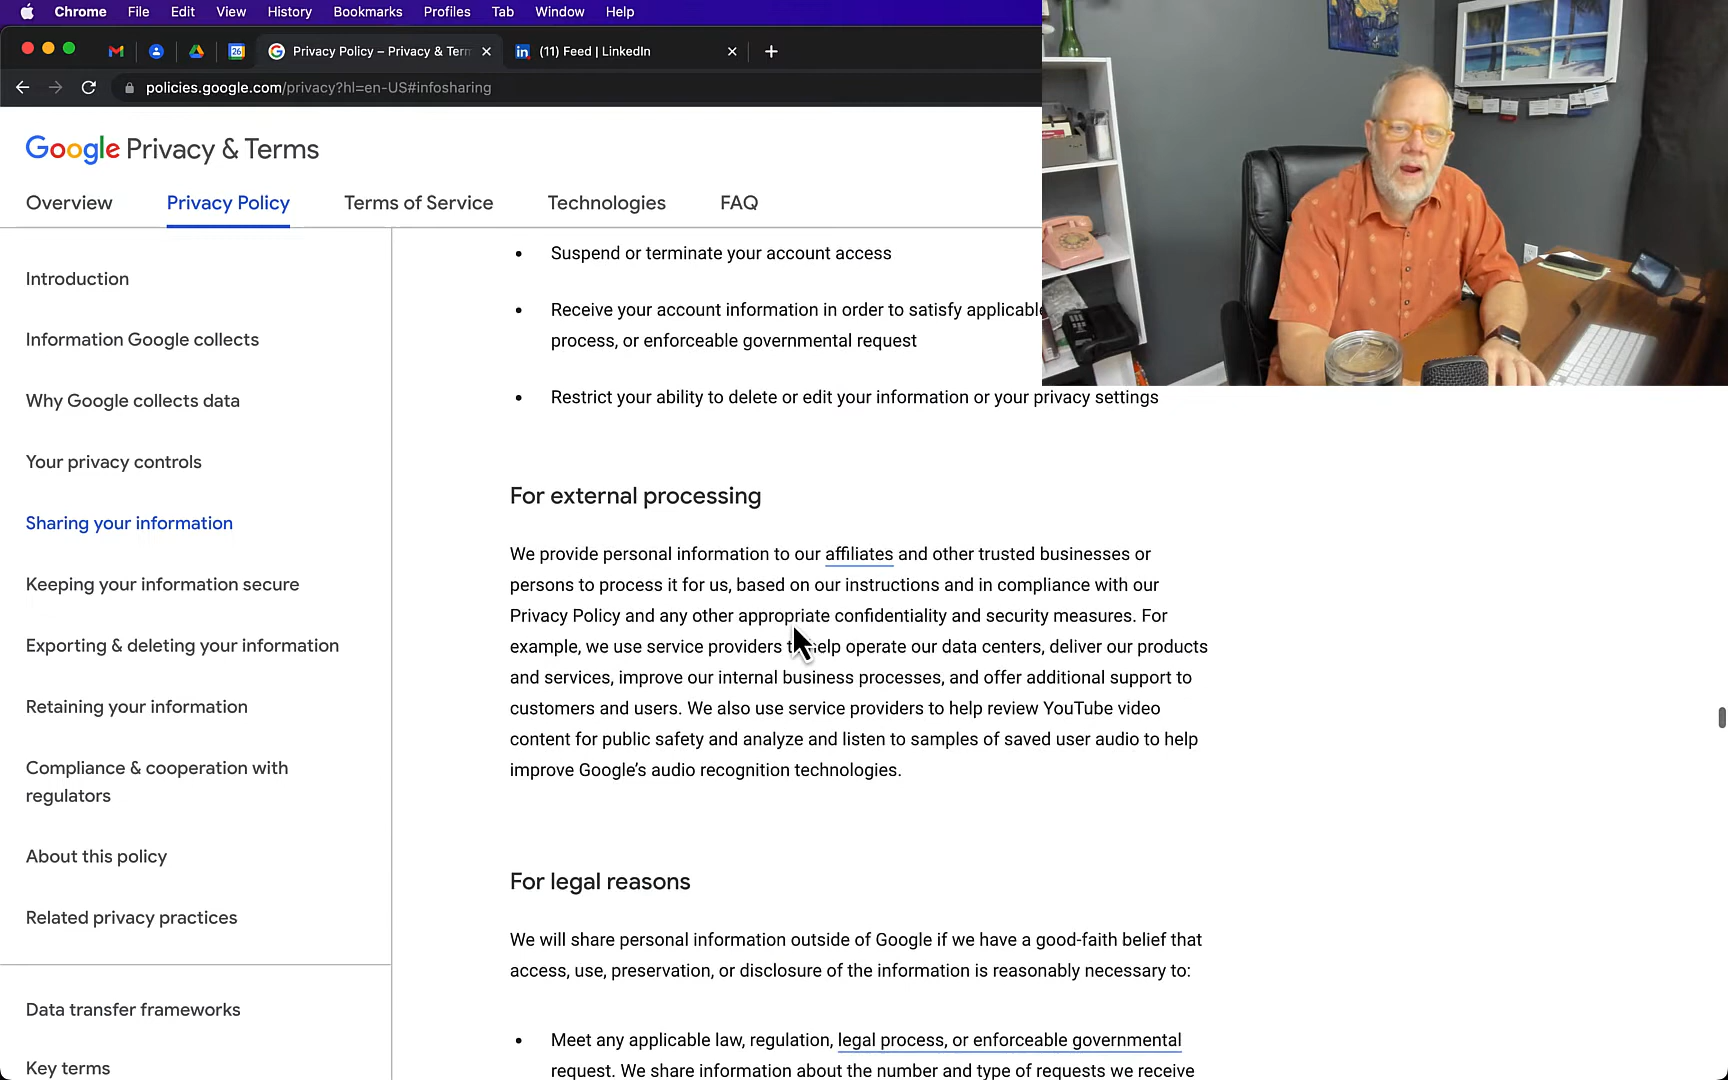 Chrome File Edit View History Bookmarks Profiles Tab Window Help
26 Privacy Policy – Privacy & Term (11) Feed | LinkedIn
policies.google.com/privacy?hl=en-US#infosharing
Google Privacy & Terms
Overview Privacy Policy Terms of Service Technologies FAQ
Introduction
Information Google collects
Why Google collects data
Your privacy controls
Sharing your information
Keeping your information secure
Exporting & deleting your information
Retaining your information
Compliance & cooperation with
regulators
About this policy
Related privacy practices
Data transfer frameworks
Key terms
• Suspend or terminate your account access
• Receive your account information in order to satisfy applicable
process, or enforceable governmental request
• Restrict your ability to delete or edit your information or your privacy settings
For external processing
We provide personal information to our affiliates and other trusted businesses or
persons to process it for us, based on our instructions and in compliance with our
Privacy Policy and any other appropriate confidentiality and security measures. For
example, we use service providers to help operate our data centers, deliver our products
and services, improve our internal business processes, and offer additional support to
customers and users. We also use service providers to help review YouTube video
content for public safety and analyze and listen to samples of saved user audio to help
improve Google’s audio recognition technologies.
For legal reasons
We will share personal information outside of Google if we have a good-faith belief that
access, use, preservation, or disclosure of the information is reasonably necessary to:
• Meet any applicable law, regulation, legal process, or enforceable governmental
request. We share information about the number and type of requests we receive